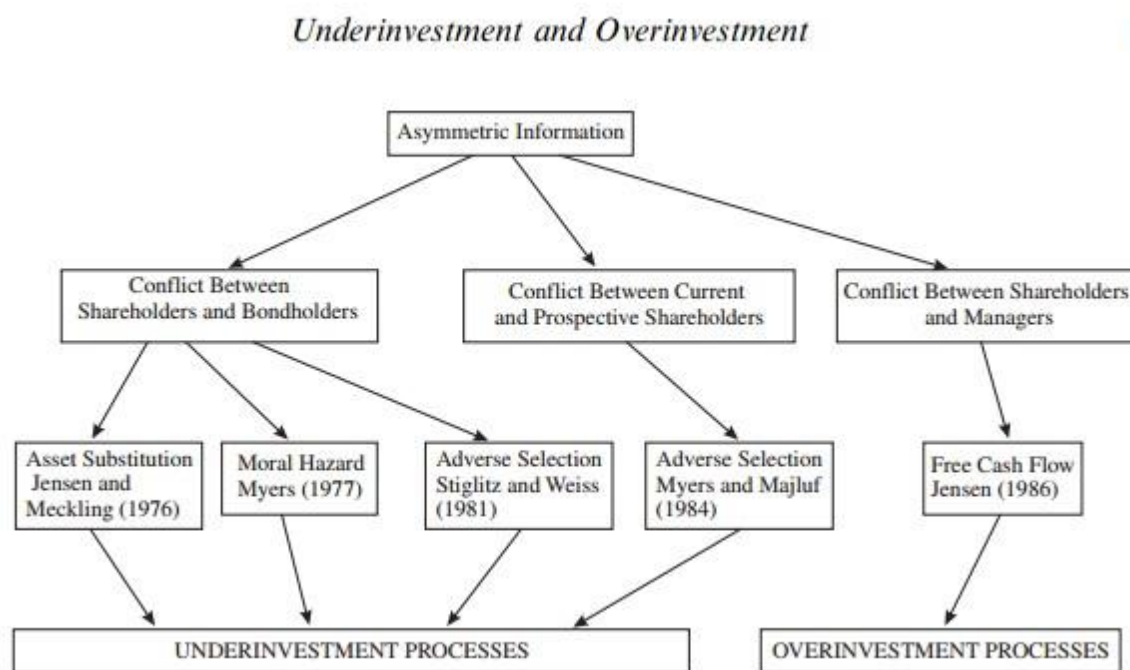 Underinvestment and Overinvestment
Asymmetric Information
Conflict Between
Shareholders and Bondholders
Conflict Between Current
and Prospective Shareholders
Conflict Between Shareholders
and Managers
Asset Substitution
Jensen and
Meckling (1976)
Moral Hazard
Myers (1977)
Adverse Selection
Stiglitz and Weiss
(1981)
Adverse Selection
Myers and Majluf
(1984)
Free Cash Flow
Jensen (1986)
UNDERINVESTMENT PROCESSES
OVERINVESTMENT PROCESSES